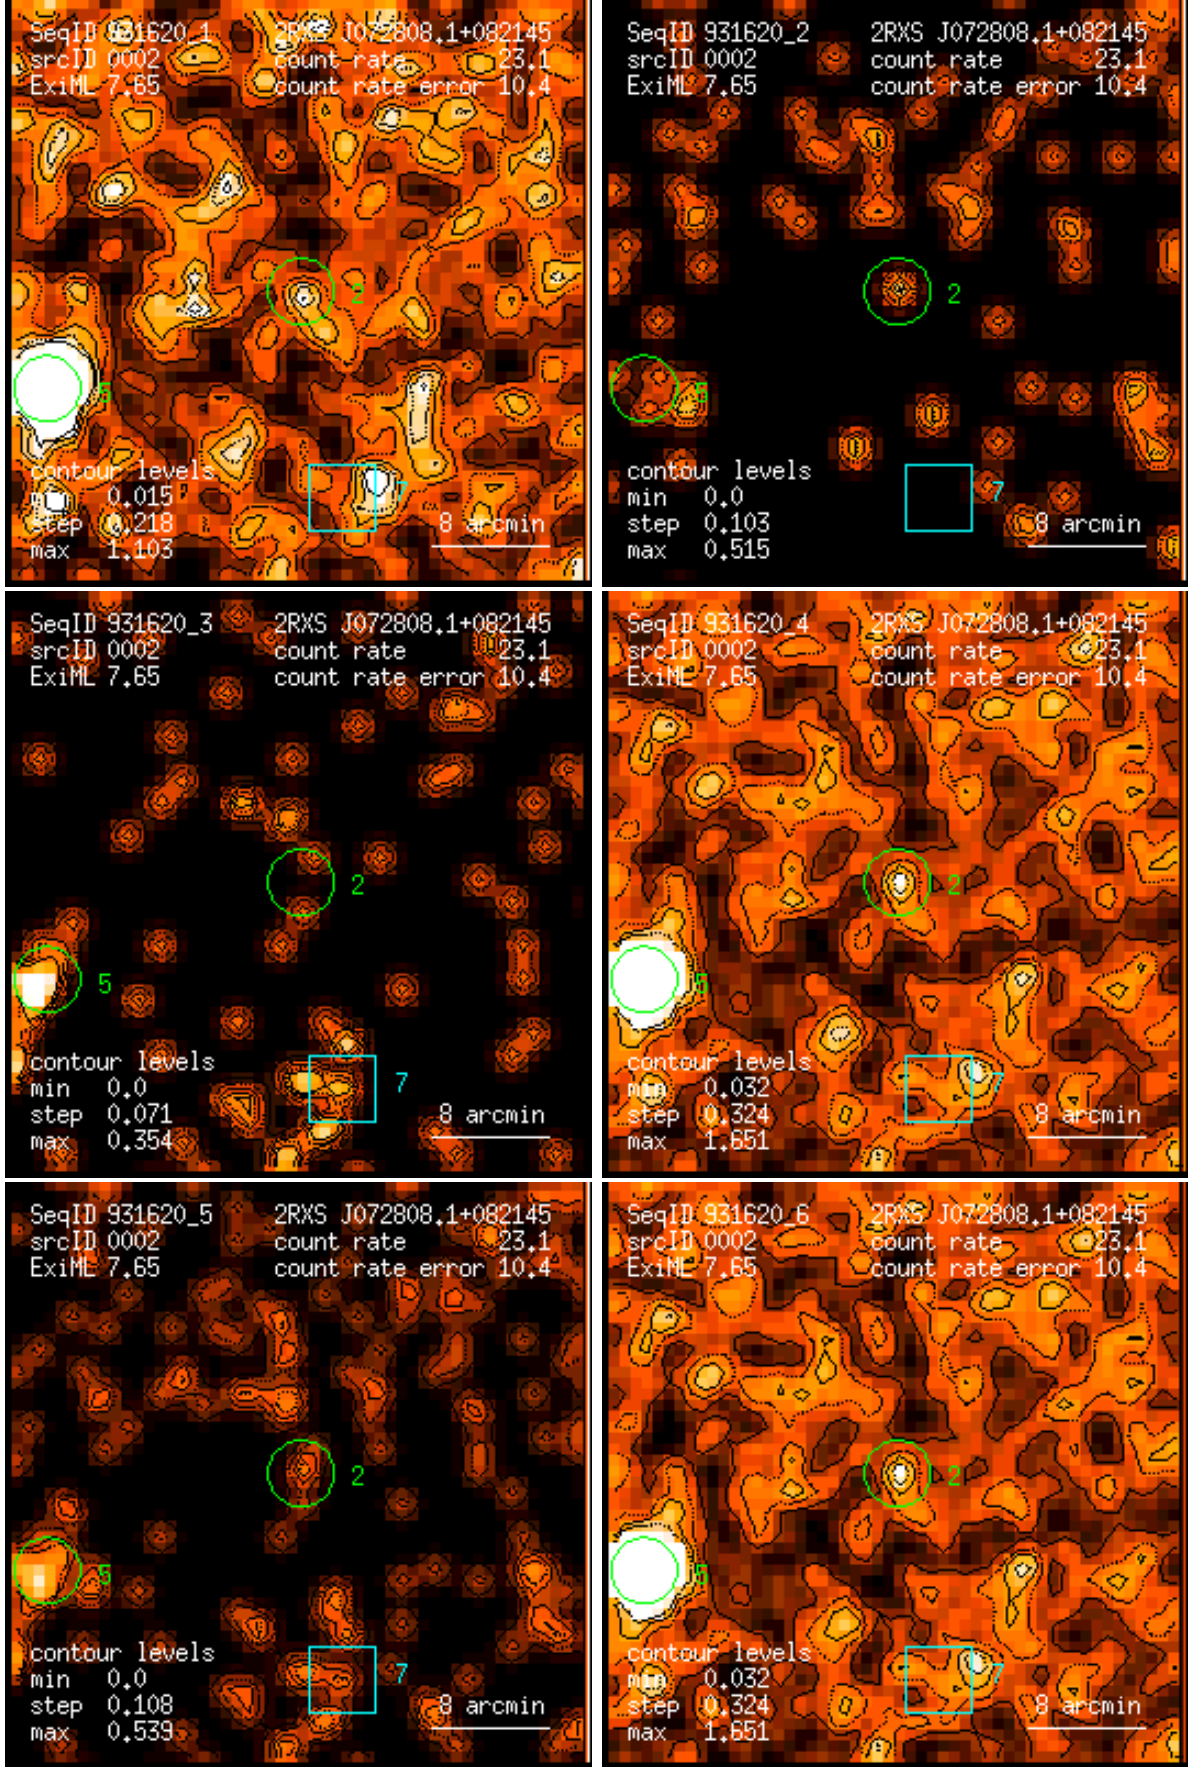 SeqID 931620_1 2RXS J072808.1+082145
srcID 0002 count rate 23.1
ExiML 7.65 count rate error 10.4
2
5
contour levels
min 0.015
7
step 0.218
8 arcmin
max 1.103
SeqID 931620_2 2RXS J072808.1+082145
srcID 0002 count rate 23.1
ExiML 7.65 count rate error 10.4
2
5
contour levels
min 0.0
7
step 0.103
8 arcmin
max 0.515
SeqID 931620_3 2RXS J072808.1+082145
srcID 0002 count rate 23.1
ExiML 7.65 count rate error 10.4
2
5
contour levels
min 0.0
7
step 0.071
8 arcmin
max 0.354
SeqID 931620_4 2RXS J072808.1+082145
srcID 0002 count rate 23.1
ExiML 7.65 count rate error 10.4
2
5
contour levels
min 0.032
7
step 0.324
8 arcmin
max 1.651
SeqID 931620_5 2RXS J072808.1+082145
srcID 0002 count rate 23.1
ExiML 7.65 count rate error 10.4
2
5
contour levels
min 0.0
7
step 0.108
8 arcmin
max 0.539
SeqID 931620_6 2RXS J072808.1+082145
srcID 0002 count rate 23.1
ExiML 7.65 count rate error 10.4
2
5
contour levels
min 0.032
7
step 0.324
8 arcmin
max 1.651